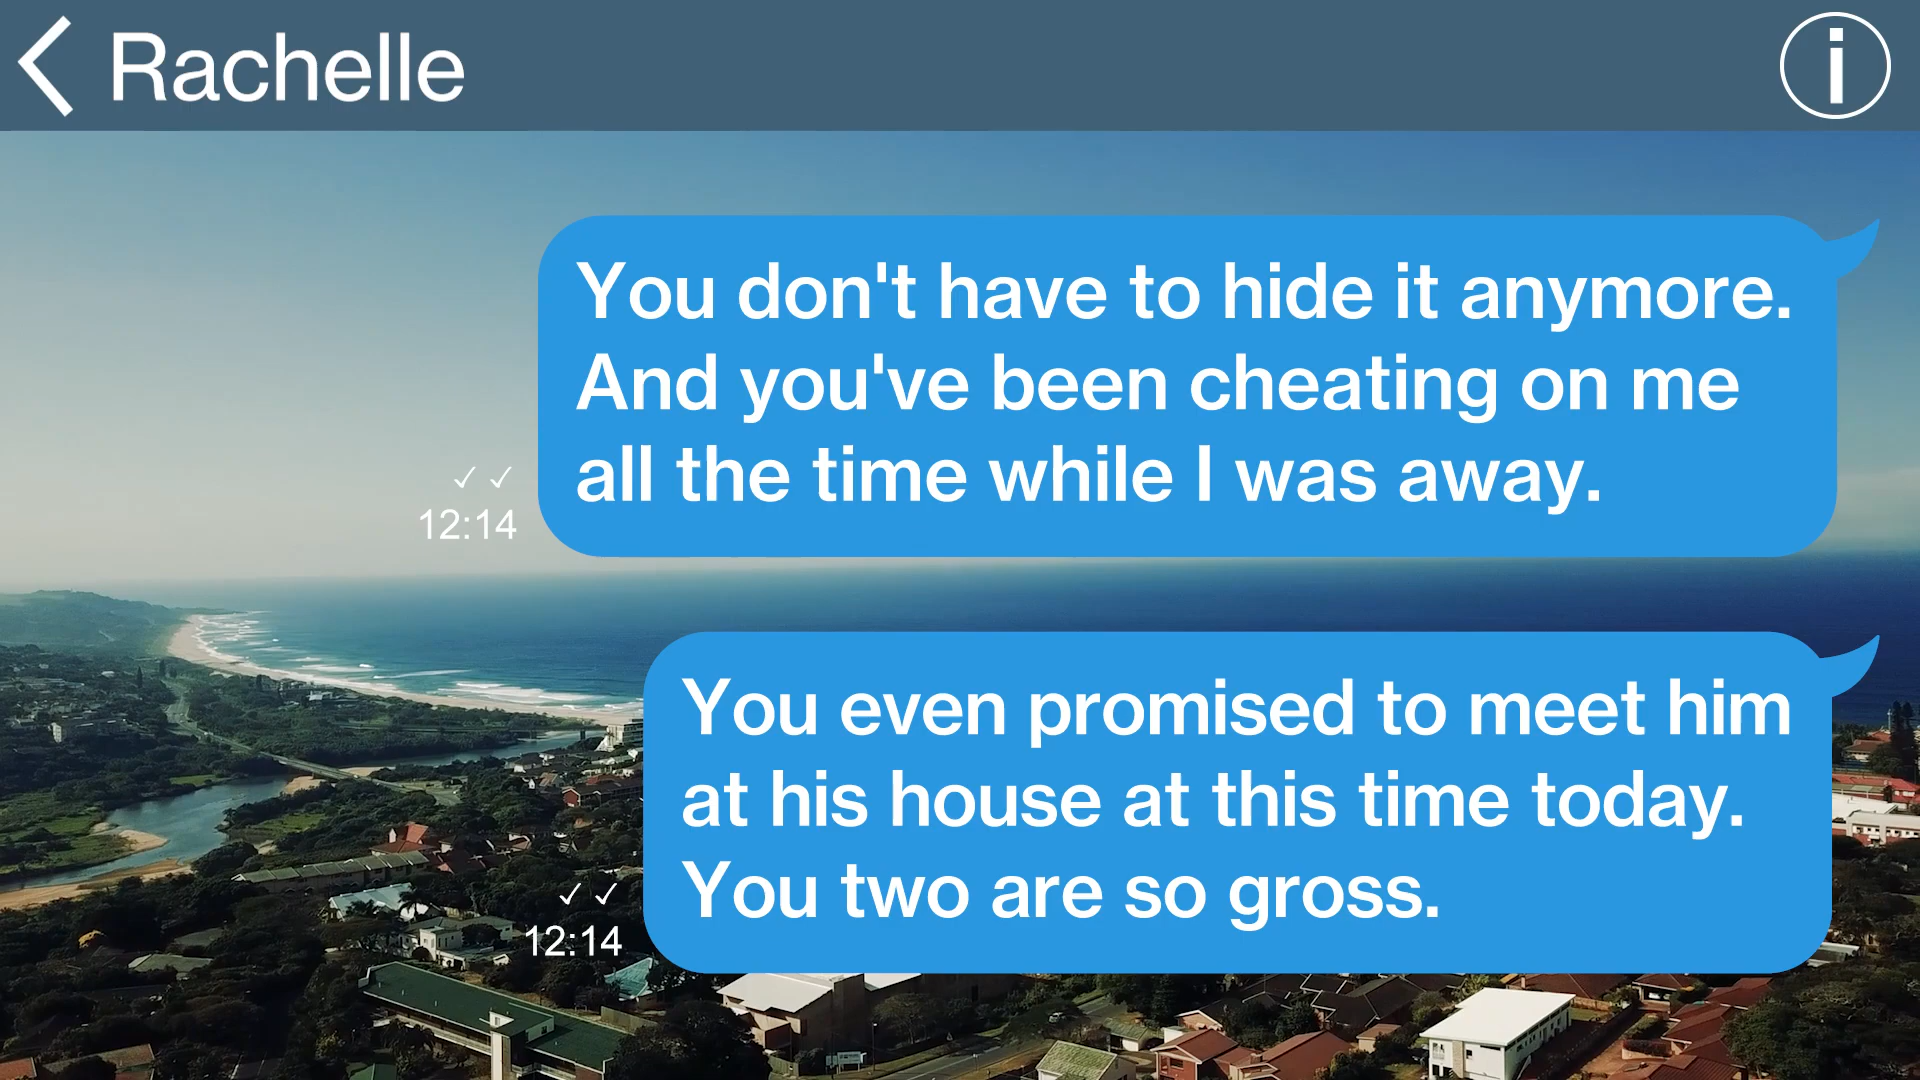 Rachelle
You don't have to hide it anymore.
And you've been cheating on me
all the time while I was away.
12:14
You even promised to meet him
at his house at this time today.
You two are so gross.
12:14